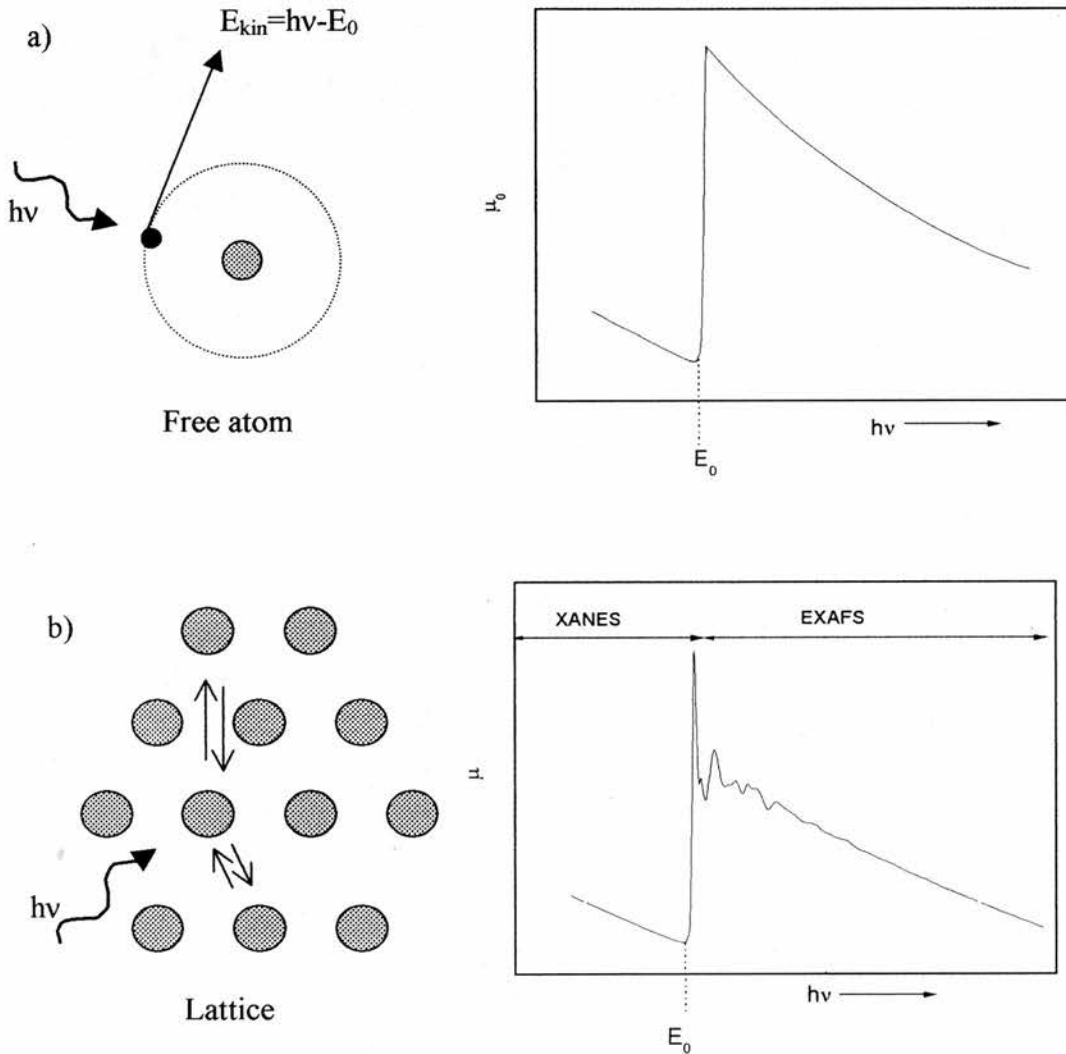 a)
E_kin=hν-E_0
hν
Free atom
μ_0
hν
E_0
b)
hν
Lattice
XANES
EXAFS
μ
hν
E_0